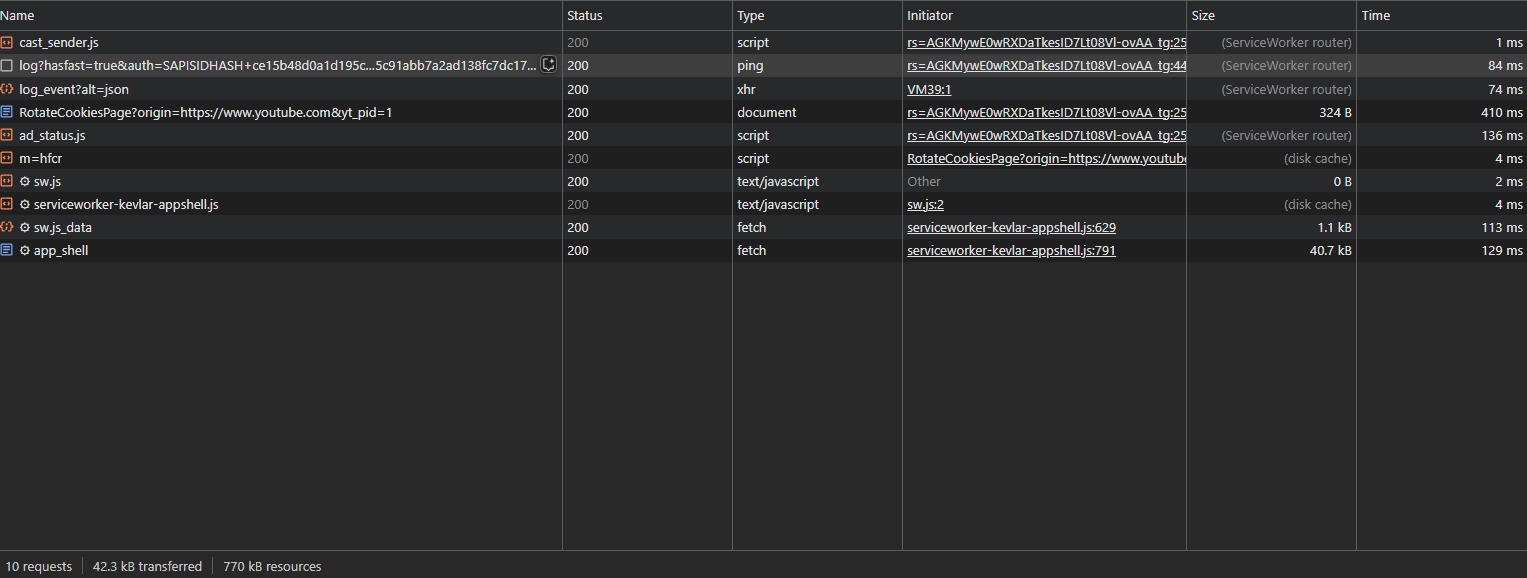 Name Status Type Initiator Size Time
cast_sender.js 200 script rs=AGKMywE0wRXDaTkesID7Lt08Vl-ovAA_tg:25 (ServiceWorker router) 1 ms
log?hasfast=true&auth=SAPISIDHASH+ce15b48d0a1d195c...5c91abb7a2ad138fc7dc17... 200 ping rs=AGKMywE0wRXDaTkesID7Lt08Vl-ovAA_tg:44 (ServiceWorker router) 84 ms
log_event?alt=json 200 xhr VM39:1 (ServiceWorker router) 74 ms
RotateCookiesPage?origin=https://www.youtube.com&yt_pid=1 200 document rs=AGKMywE0wRXDaTkesID7Lt08Vl-ovAA_tg:25 324 B 410 ms
ad_status.js 200 script rs=AGKMywE0wRXDaTkesID7Lt08Vl-ovAA_tg:25 (ServiceWorker router) 136 ms
m=hfcr 200 script RotateCookiesPage?origin=https://www.youtube (disk cache) 4 ms
sw.js 200 text/javascript Other 0 B 2 ms
serviceworker-kevlar-appshell.js 200 text/javascript sw.js:2 (disk cache) 4 ms
sw.js_data 200 fetch serviceworker-kevlar-appshell.js:629 1.1 kB 113 ms
app_shell 200 fetch serviceworker-kevlar-appshell.js:791 40.7 kB 129 ms
10 requests 42.3 kB transferred 770 kB resources